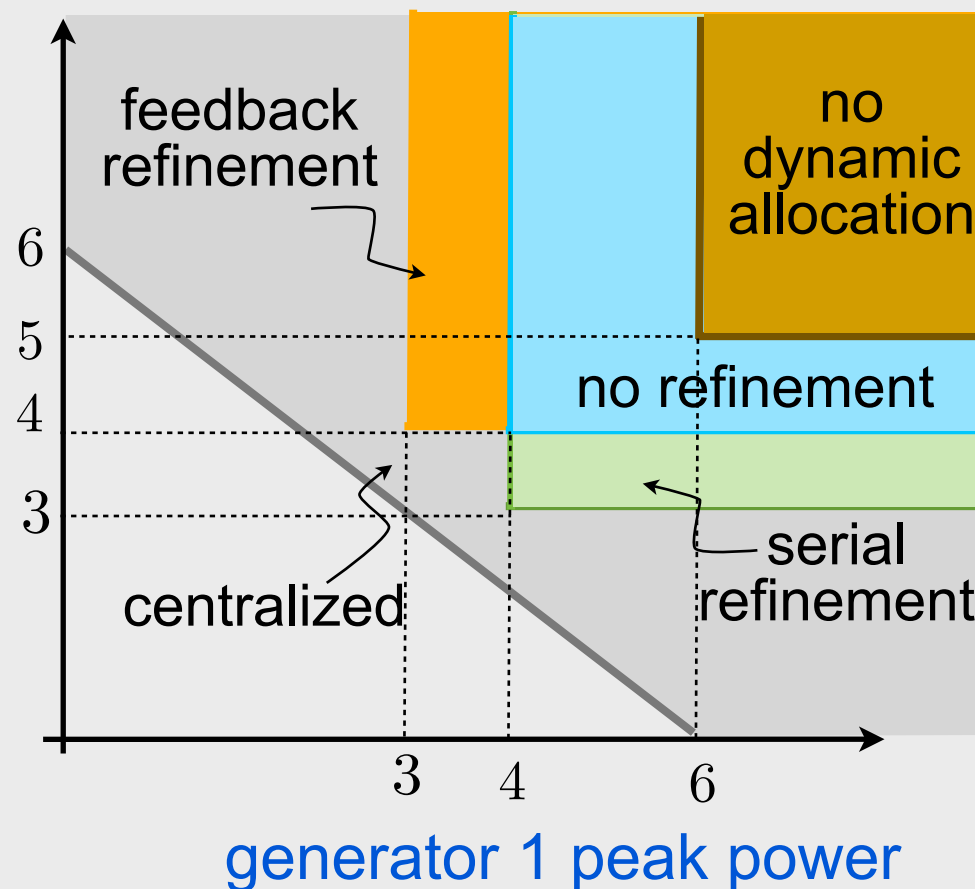 feedback
refinement
no
dynamic
allocation
6
5
no refinement
4
3
serial
refinement
centralized
3
4
6
generator 1 peak power